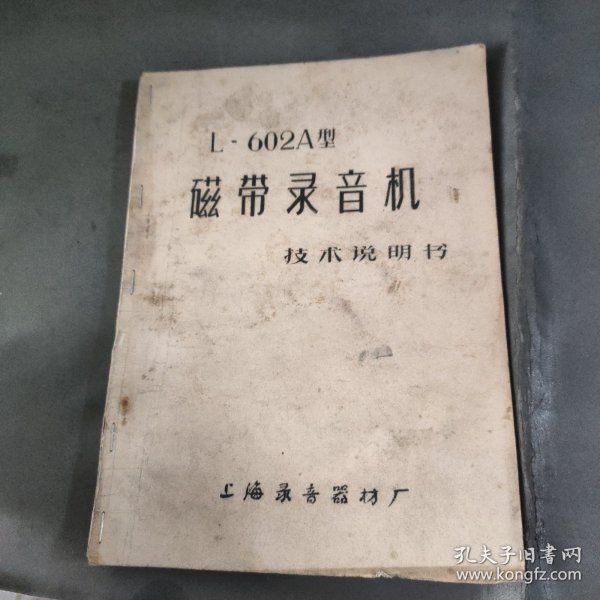 L-602A型
磁带录音机
技术说明书
上海录音器材厂
孔夫子旧书网
www.kongfz.com